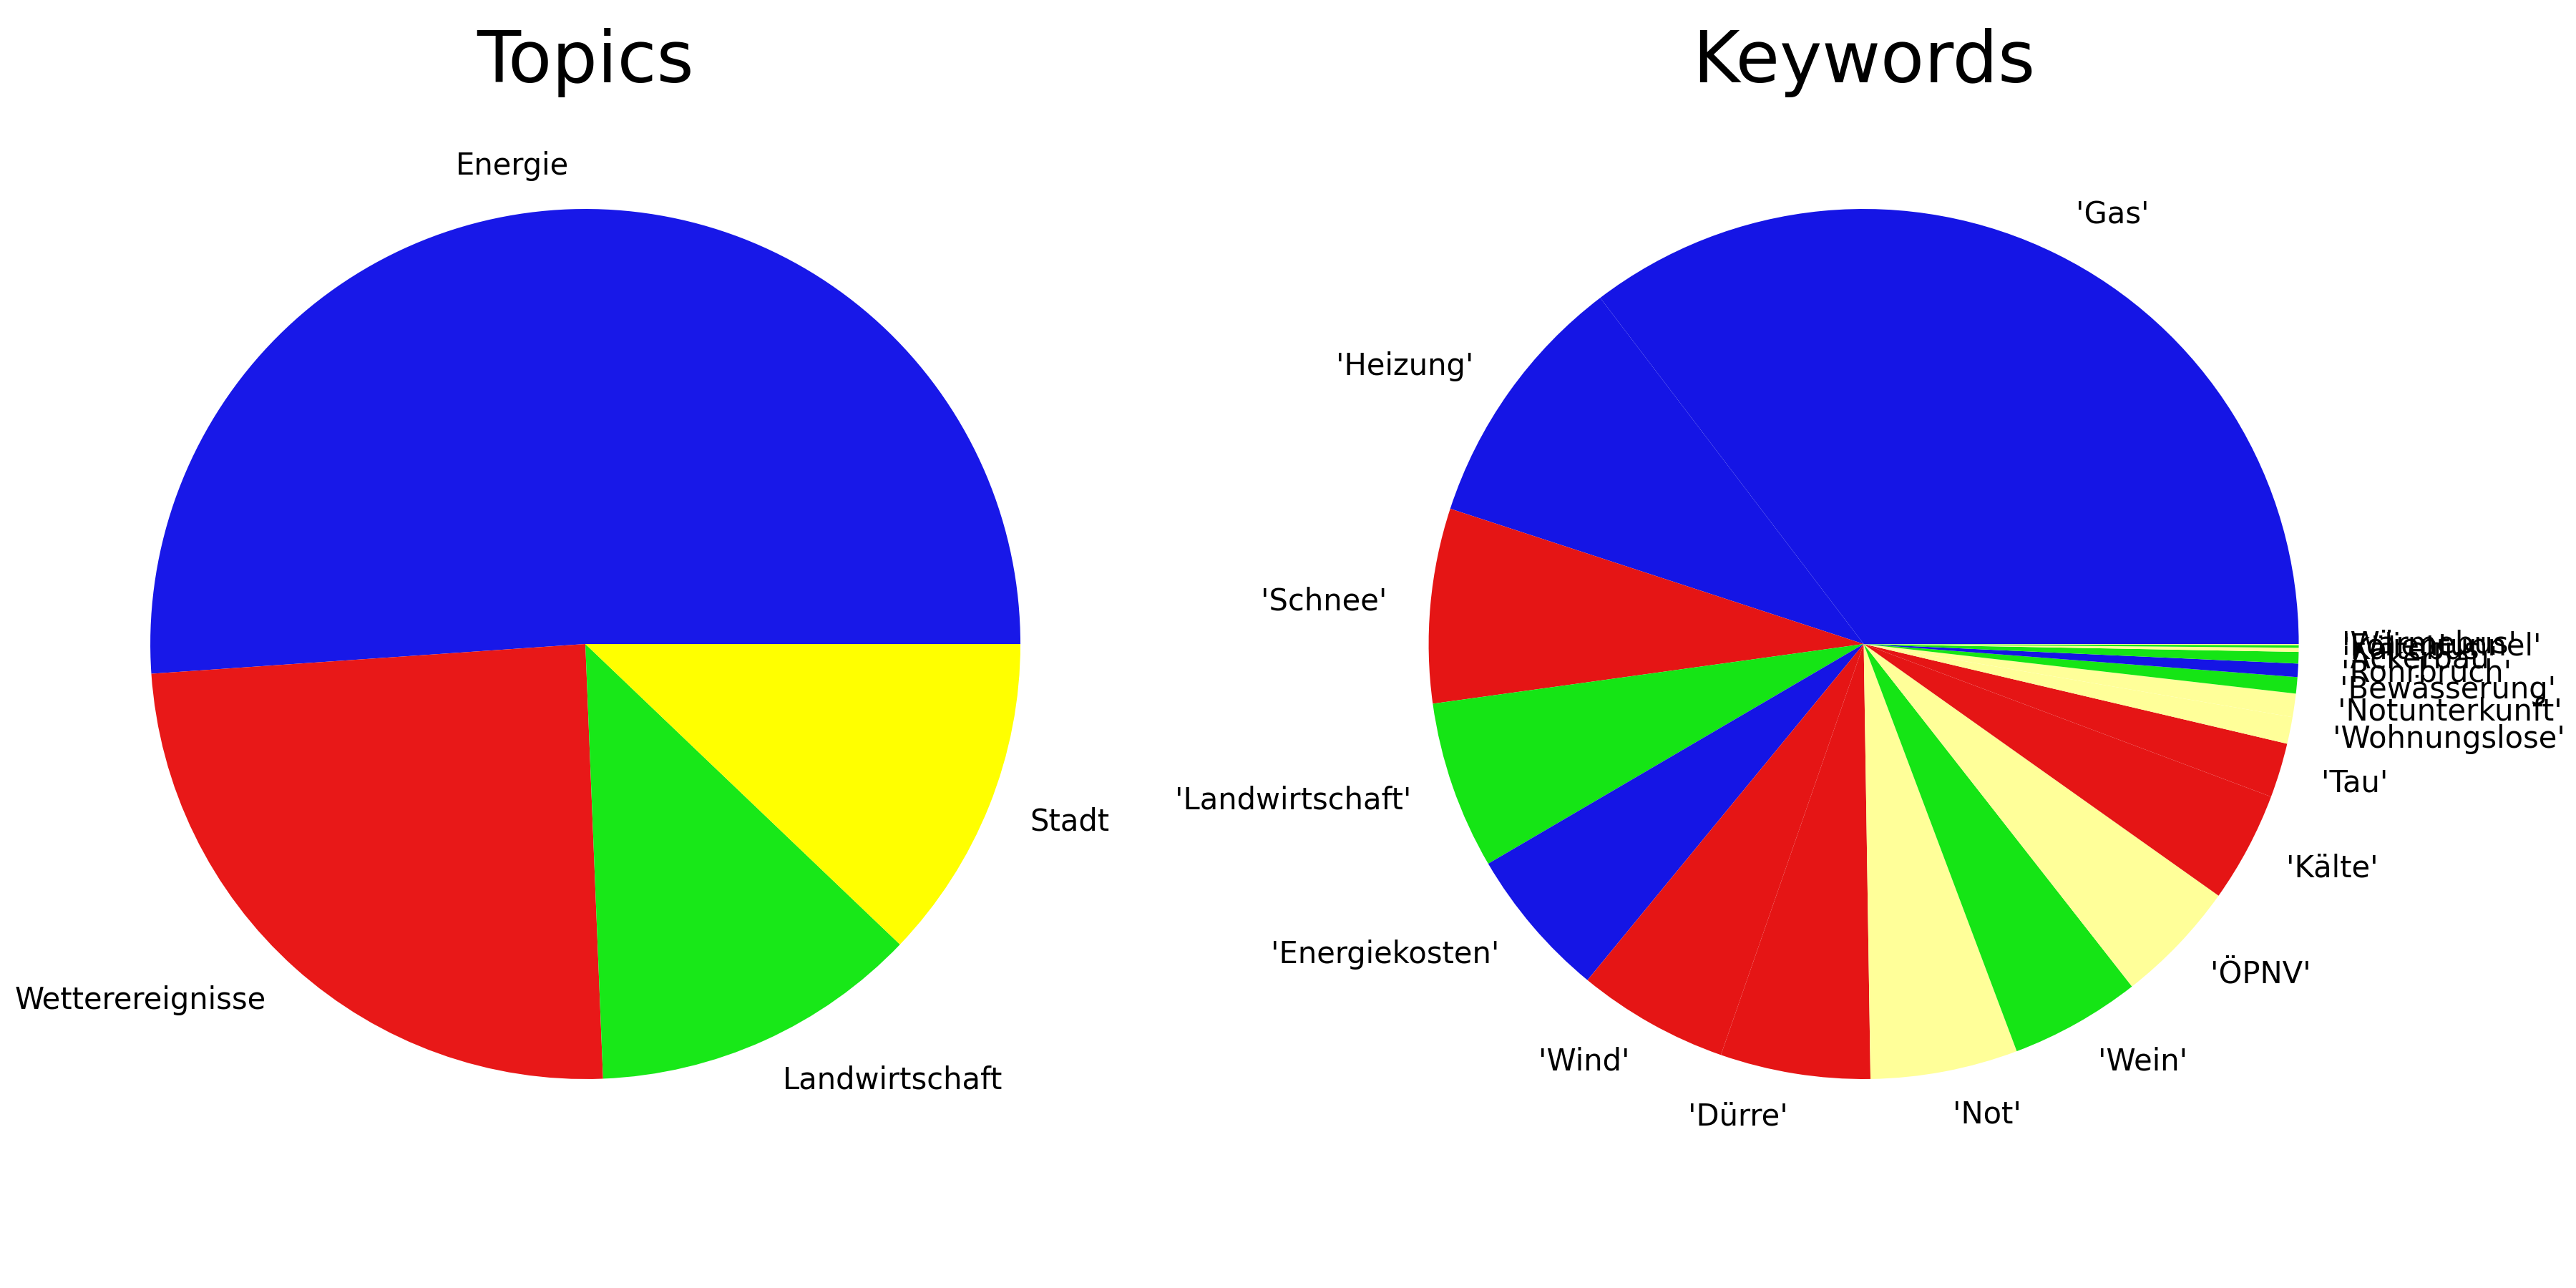 Topics
Energie
Wetterereignisse
Landwirtschaft
Stadt
Keywords
'Gas'
'Heizung'
'Schnee'
'Landwirtschaft'
'Energiekosten'
'Wind'
'Dürre'
'Not'
'Wein'
'ÖPNV'
'Kälte'
'Tau'
'Wohnungslose'
'Notunterkunft'
'Bewässerung'
'Rohrbruch'
'Ackerbau'